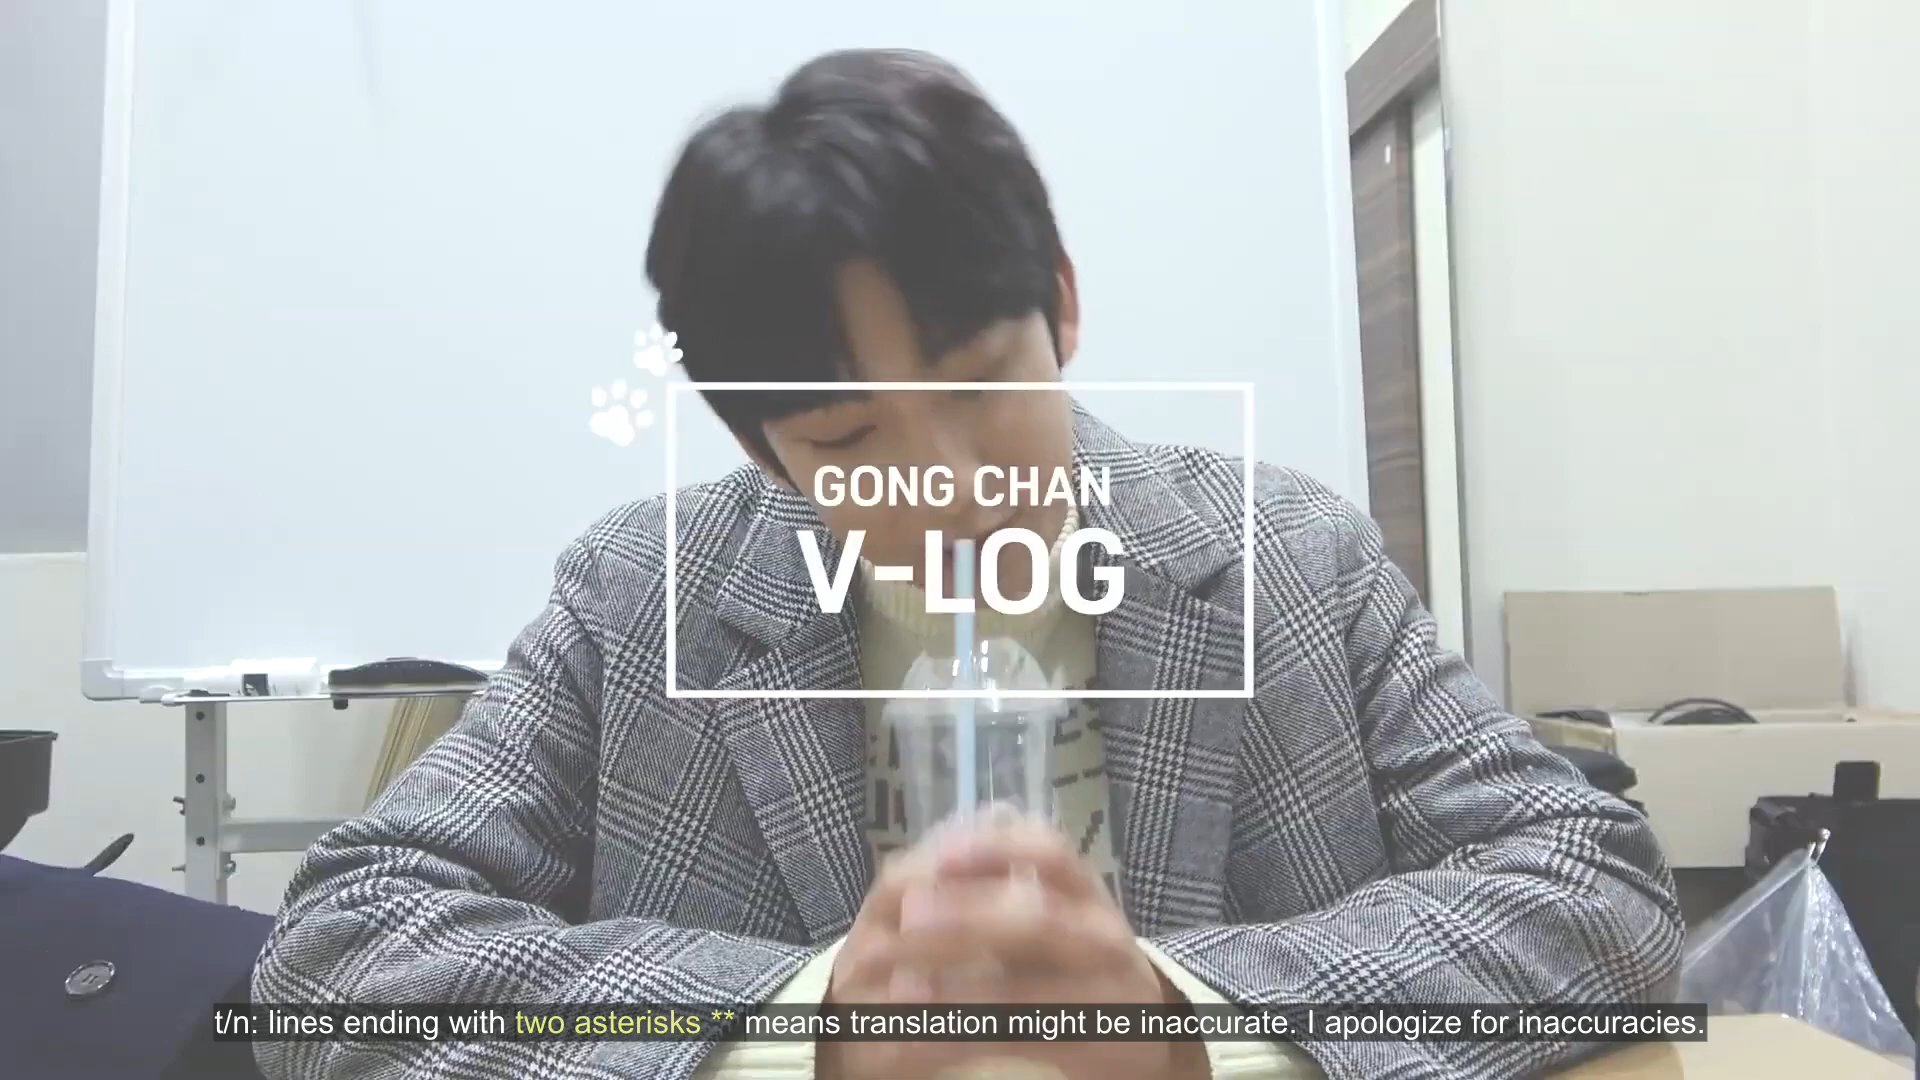 GONG CHAN
V-LOG
t/n: lines ending with two asterisks ** means translation might be inaccurate. I apologize for inaccuracies.